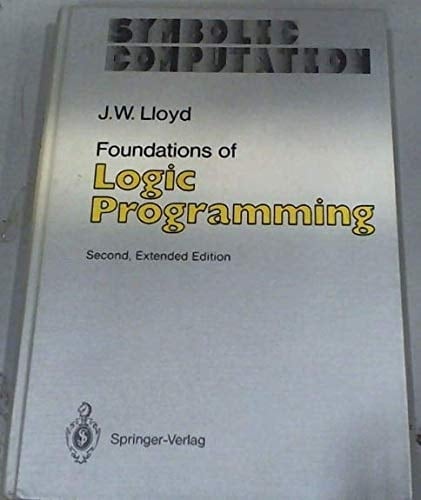 SYMBOLIC
COMPUTATION
J.W. Lloyd
Foundations of
Logic
Programming
Second, Extended Edition
Springer-Verlag